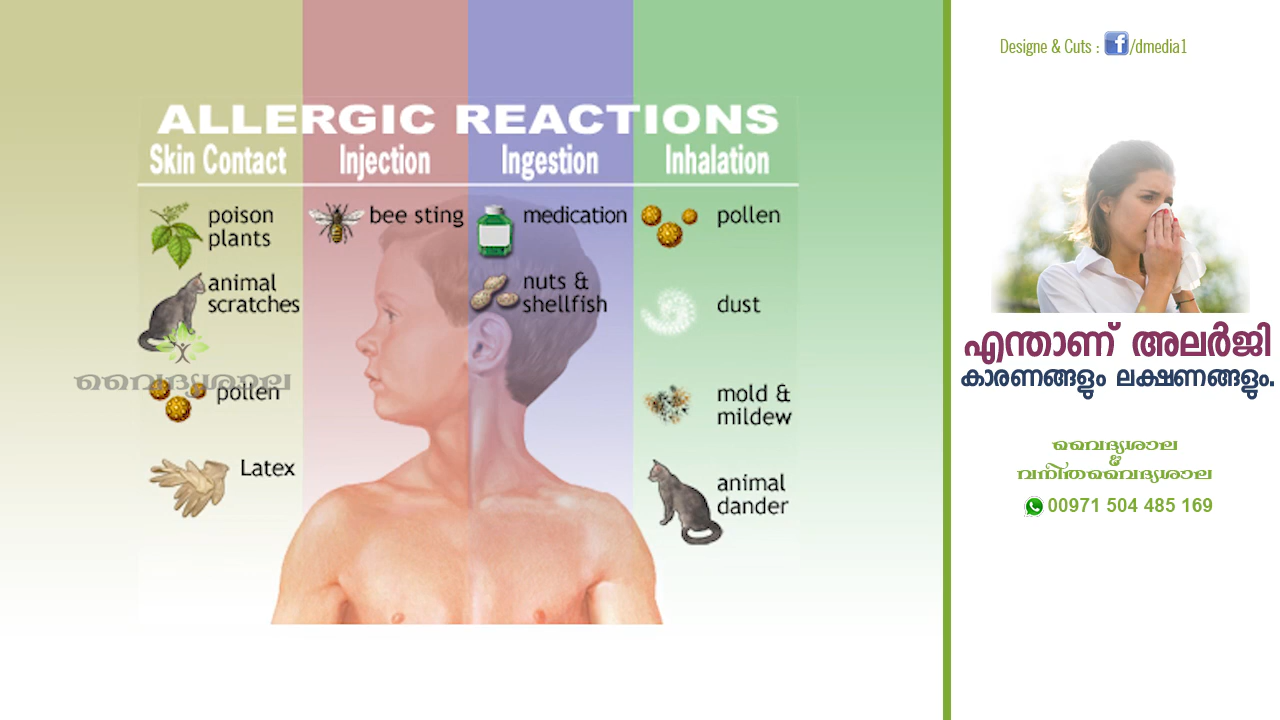 ALLERGIC REACTIONS
Skin Contact
Injection
Ingestion
Inhalation
poison
plants
animal
scratches
pollen
Latex
bee sting
medication
nuts &
shellfish
pollen
dust
mold &
mildew
animal
dander
വൈദ്യശാല
Designe & Cuts : f/dmedia1
എന്താണ് അലർജി
കാരണങ്ങളും ലക്ഷണങ്ങളും.
വൈദ്യശാല
&
വനിതവൈദ്യശാല
00971 504 485 169